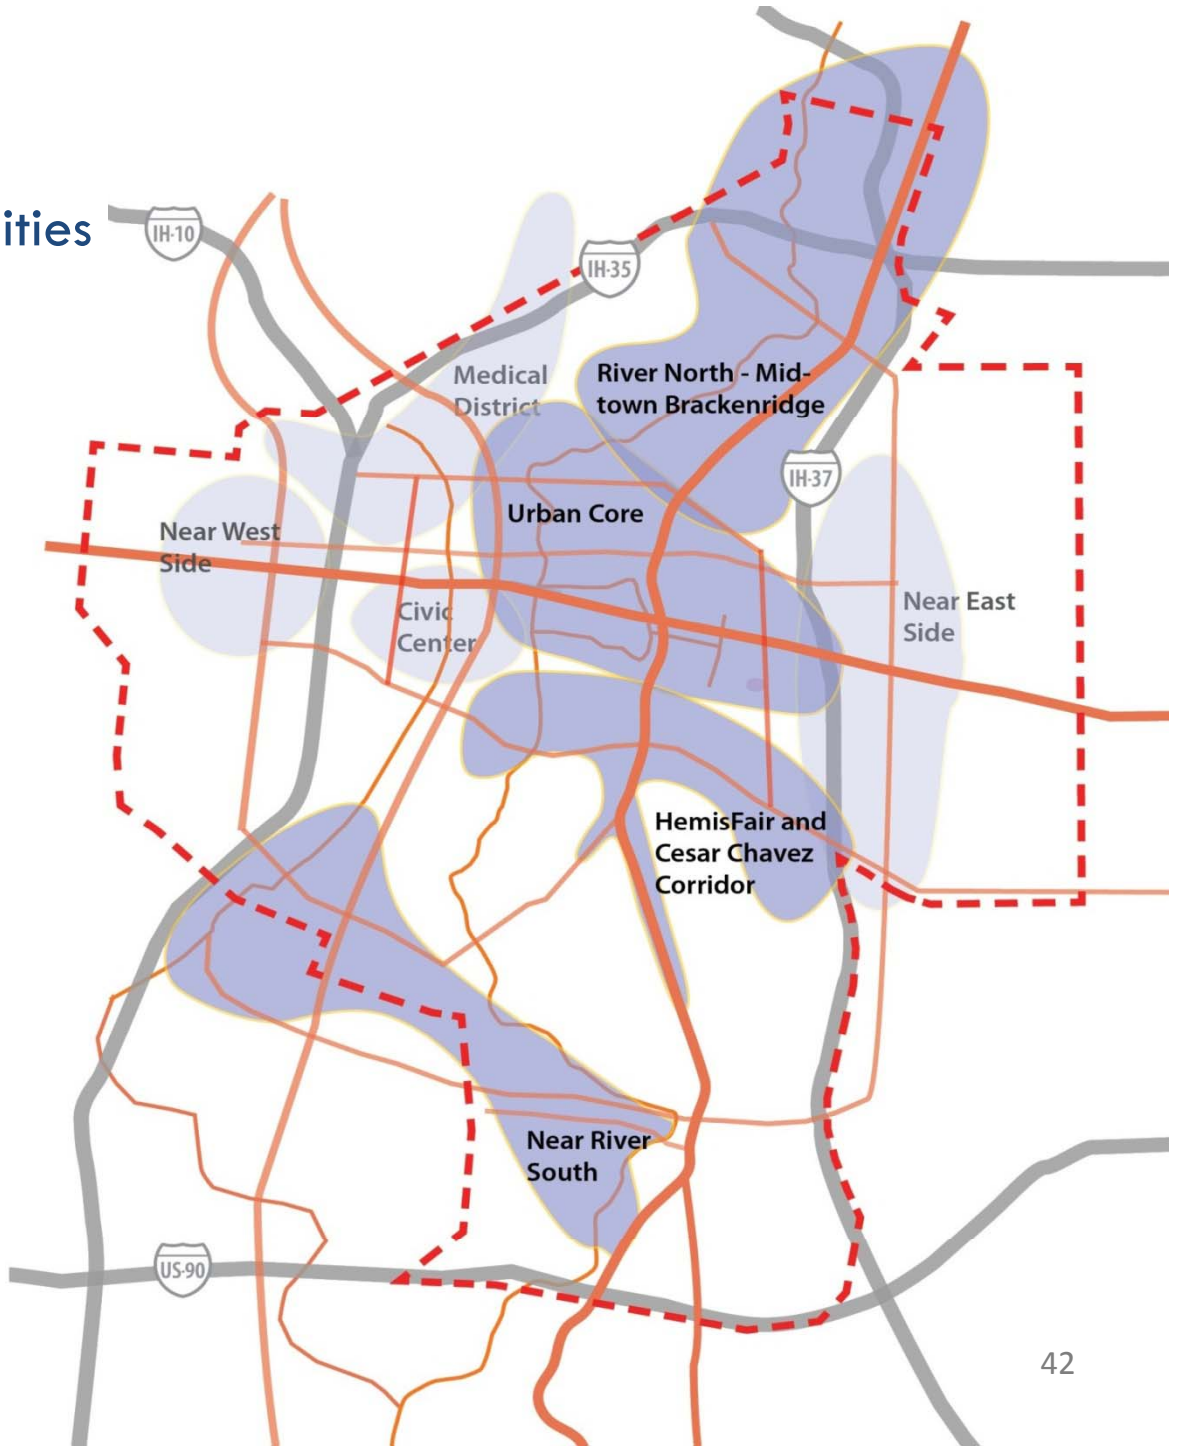 ities
IH-10
IH-35
Medical
District
River North - Mid-
town Brackenridge
IH-37
Urban Core
Near West
Side
Civic
Center
Near East
Side
HemisFair and
Cesar Chavez
Corridor
Near River
South
US-90
42